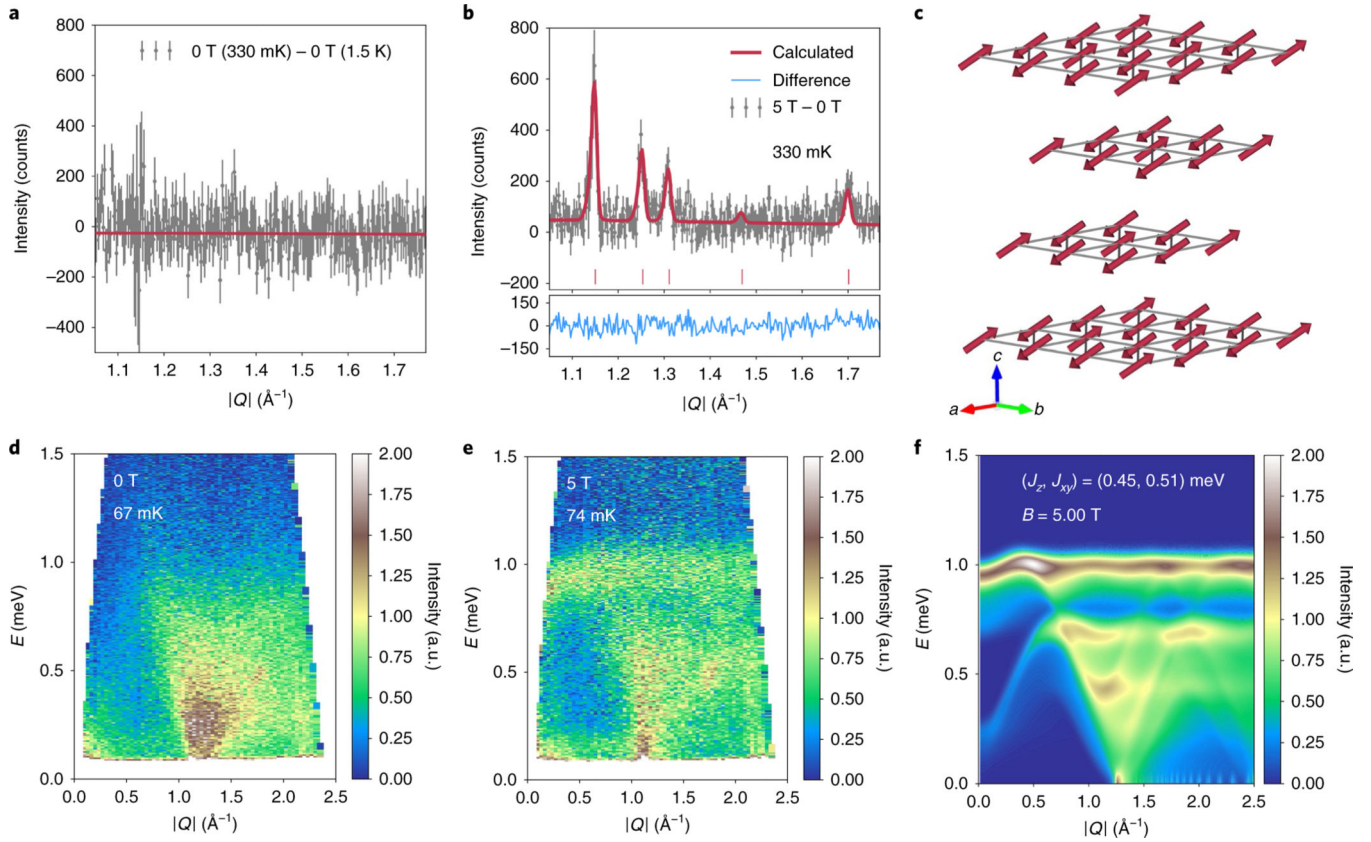 a
800
600
400
200
0
−200
−400
Intensity (counts)
0 T (330 mK) – 0 T (1.5 K)
1.1 1.2 1.3 1.4 1.5 1.6 1.7
|Q| (Å−1)
b
800
600
400
200
0
−200
Intensity (counts)
Calculated
Difference
5 T – 0 T
330 mK
150
0
−150
1.1 1.2 1.3 1.4 1.5 1.6 1.7
|Q| (Å−1)
c
c
a
b
d
1.5
1.0
0.5
0.0
E (meV)
0 T
67 mK
0.0 0.5 1.0 1.5 2.0 2.5
|Q| (Å−1)
2.00
1.75
1.50
1.25
1.00
0.75
0.50
0.25
0.00
Intensity (a.u.)
e
1.5
1.0
0.5
0.0
E (meV)
5 T
74 mK
0.0 0.5 1.0 1.5 2.0 2.5
|Q| (Å−1)
2.00
1.75
1.50
1.25
1.00
0.75
0.50
0.25
0.00
Intensity (a.u.)
f
1.5
1.0
0.5
0.0
E (meV)
(Jz, Jxy) = (0.45, 0.51) meV
B = 5.00 T
0.0 0.5 1.0 1.5 2.0 2.5
|Q| (Å−1)
2.00
1.75
1.50
1.25
1.00
0.75
0.50
0.25
0.00
Intensity (a.u.)